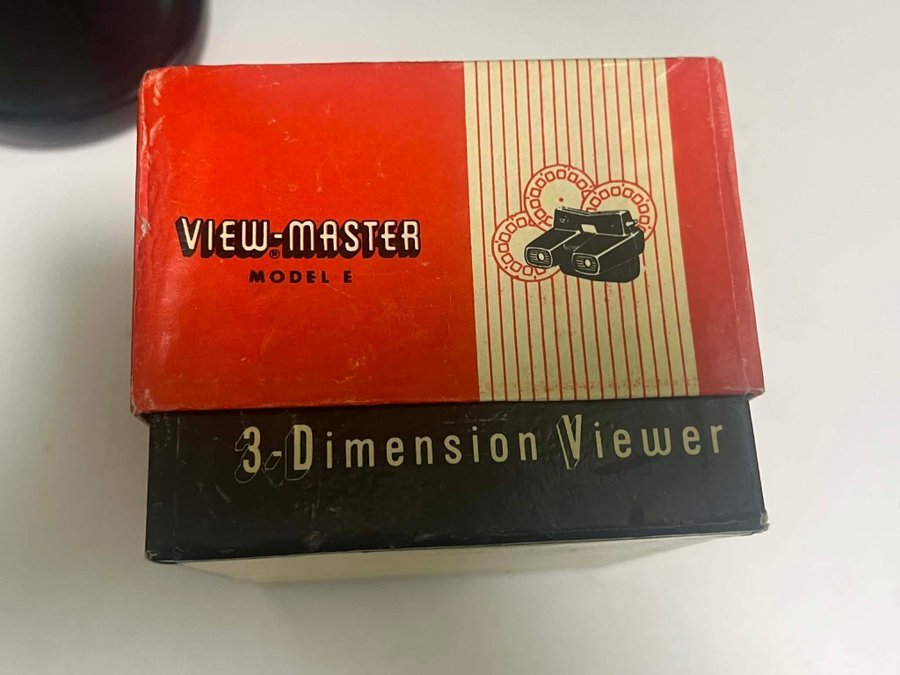 VIEW-MASTER
®
MODEL E
3-Dimension Viewer